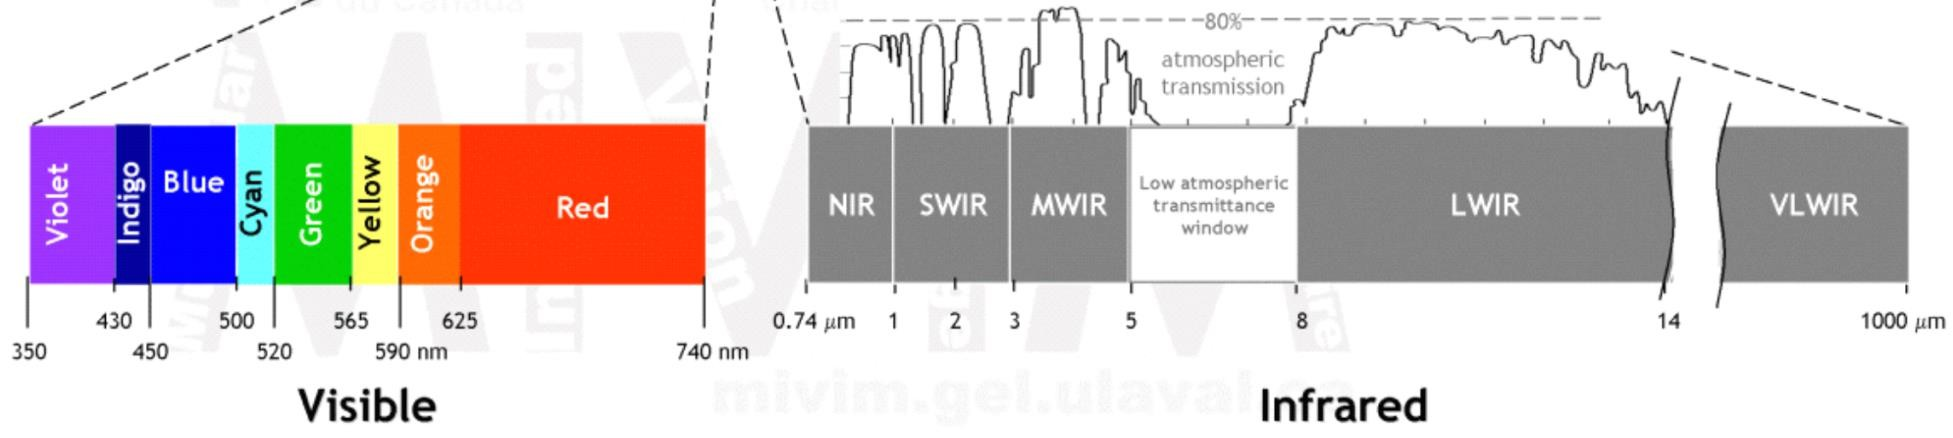 80%
atmospheric
transmission
Violet
Indigo
Blue
Cyan
Green
Yellow
Orange
Red
NIR
SWIR
MWIR
Low atmospheric
transmittance
window
LWIR
VLWIR
430 500 565 625
350 450 520 590 nm 740 nm
0.74 µm 1 2 3 5 8 14 1000 µm
Visible
Infrared
mivim.gel.ulaval.ca